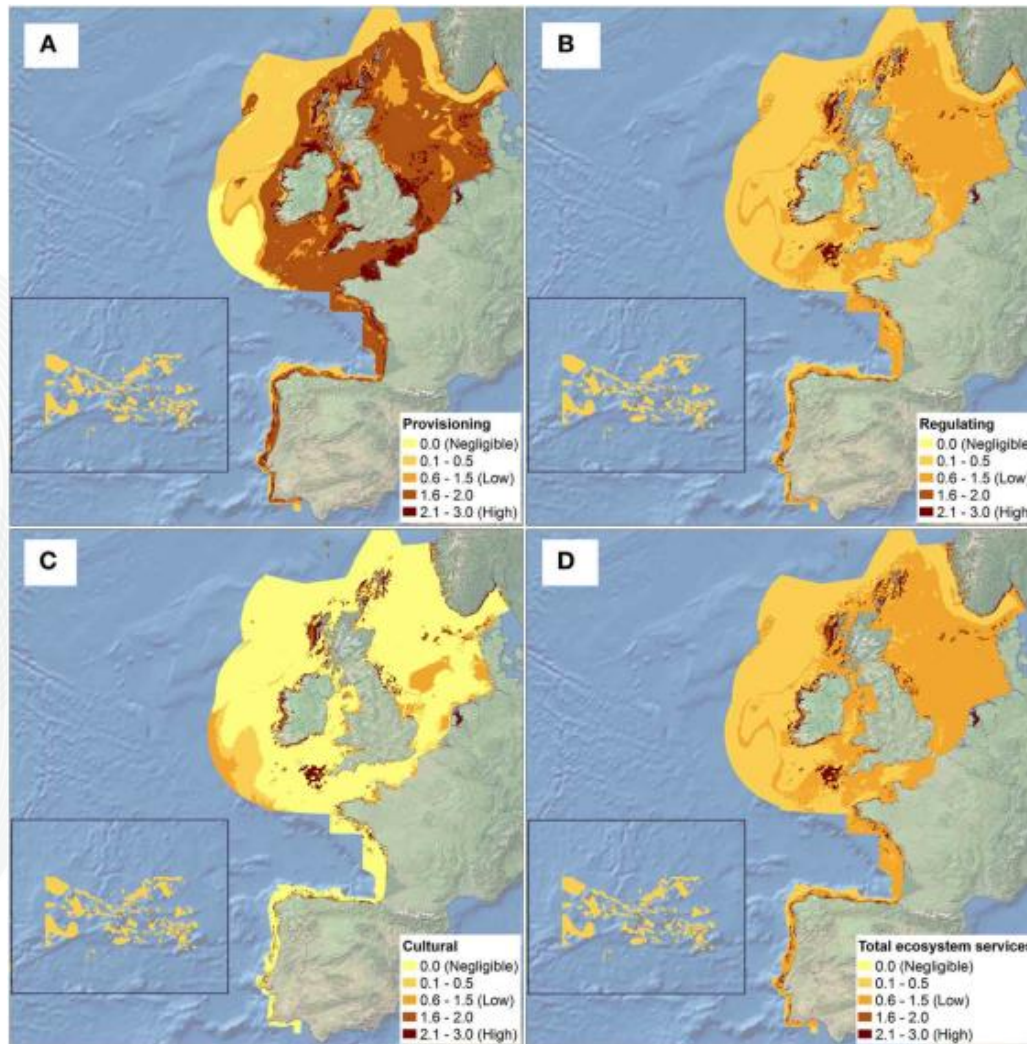 A
Provisioning
0.0 (Negligible)
0.1 - 0.5
0.6 - 1.5 (Low)
1.6 - 2.0
2.1 - 3.0 (High)
B
Regulating
0.0 (Negligible)
0.1 - 0.5
0.6 - 1.5 (Low)
1.6 - 2.0
2.1 - 3.0 (High)
C
Cultural
0.0 (Negligible)
0.1 - 0.5
0.6 - 1.5 (Low)
1.6 - 2.0
2.1 - 3.0 (High)
D
Total ecosystem services
0.0 (Negligible)
0.1 - 0.5
0.6 - 1.5 (Low)
1.6 - 2.0
2.1 - 3.0 (High)